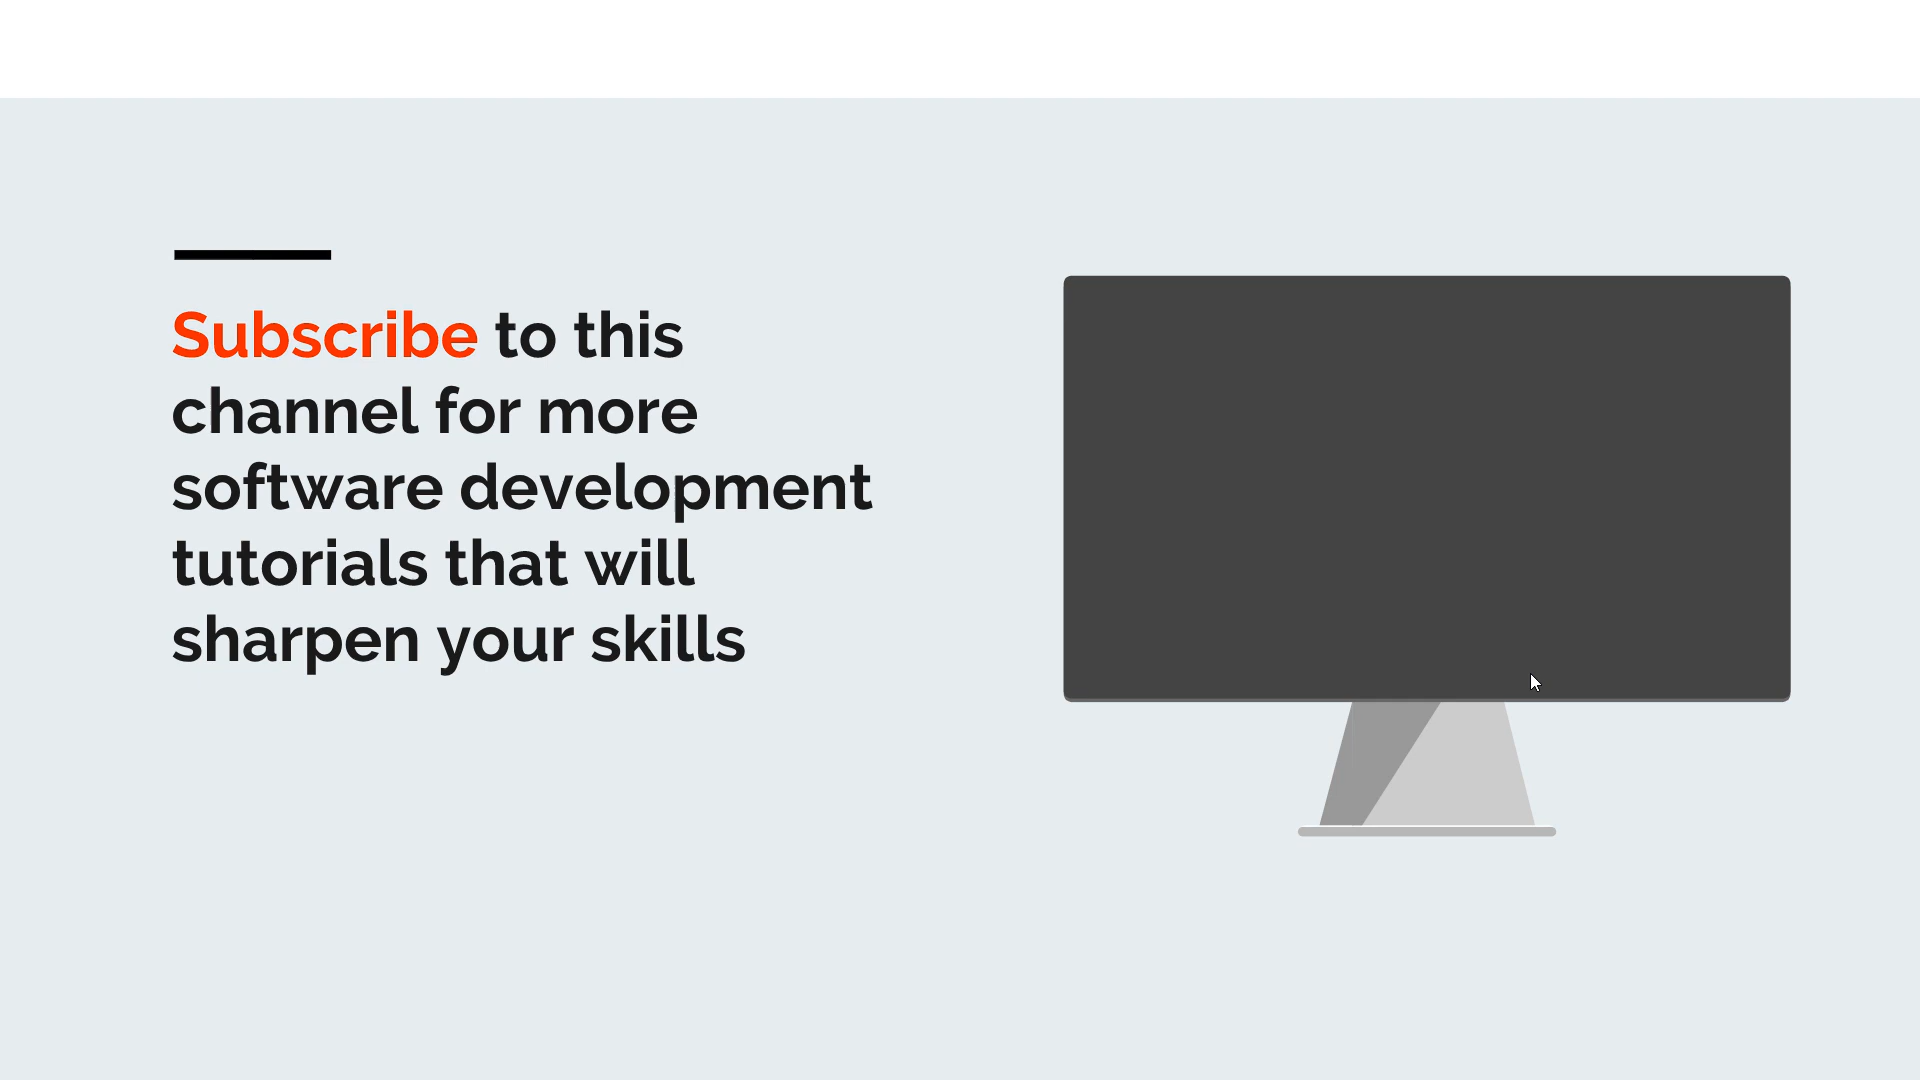 Subscribe to this
channel for more
software development
tutorials that will
sharpen your skills